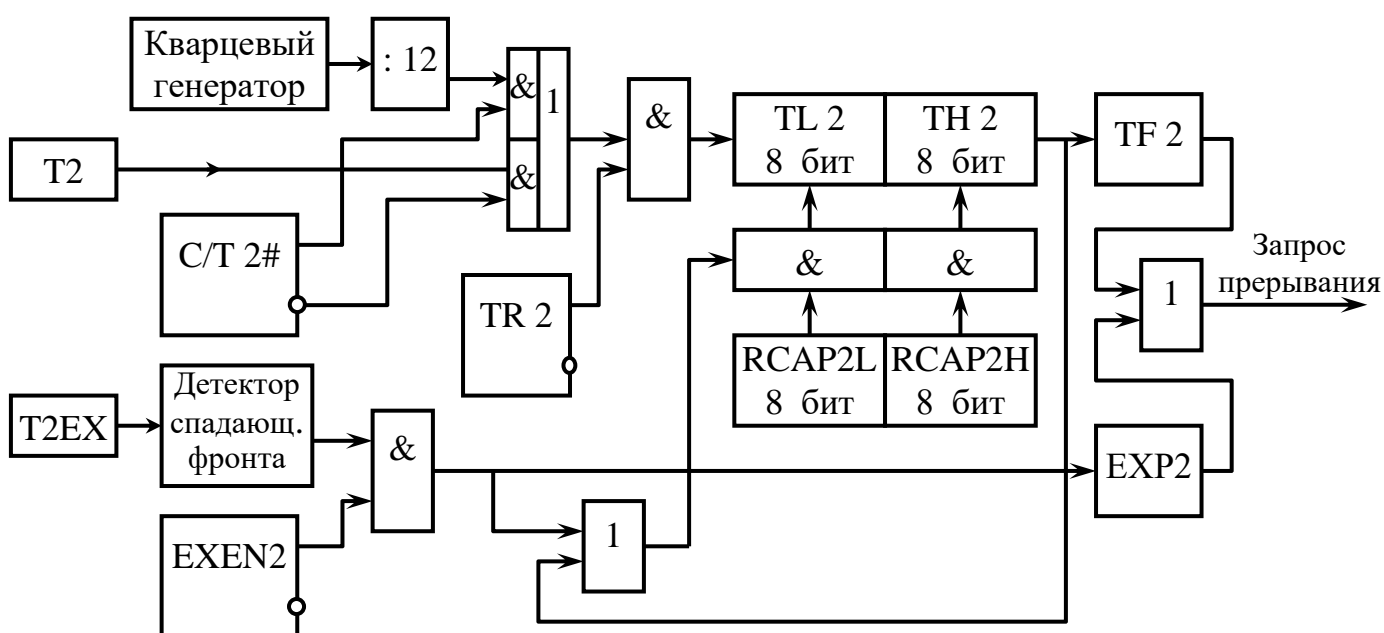 Кварцевый
генератор
: 12
&
1
&
&
T2
C/T 2#
TR 2
TL 2
8 бит
TH 2
8 бит
TF 2
&
&
RCAP2L
8 бит
RCAP2H
8 бит
1
Запрос
прерывания
T2EX
Детектор
спадающ.
фронта
&
EXEN2
1
EXP2